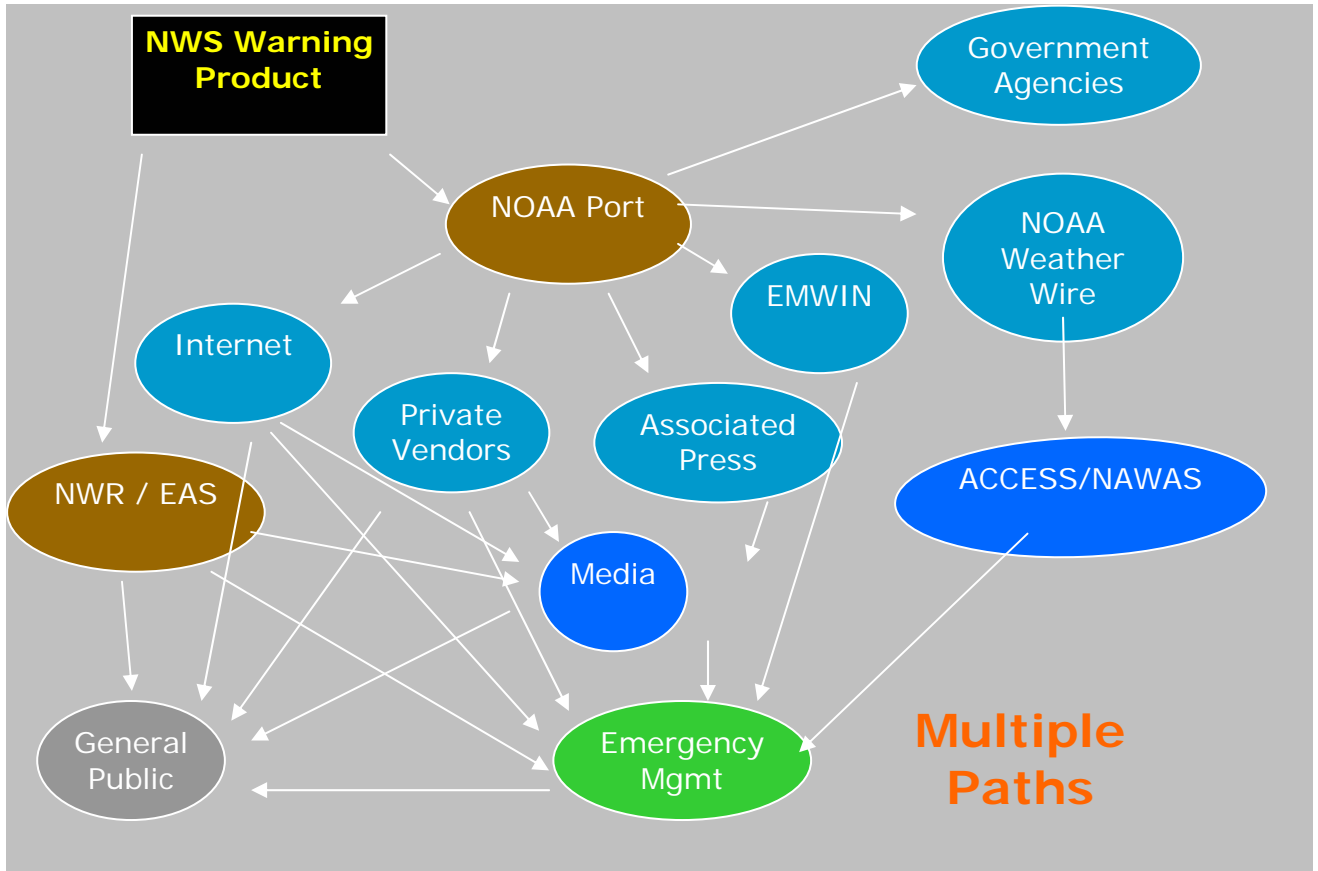 NWS Warning
Product
Government
Agencies
NOAA Port
NOAA
Weather
Wire
EMWIN
Internet
Private
Vendors
Associated
Press
NWR / EAS
ACCESS/NAWAS
Media
General
Public
Emergency
Mgmt
Multiple
Paths